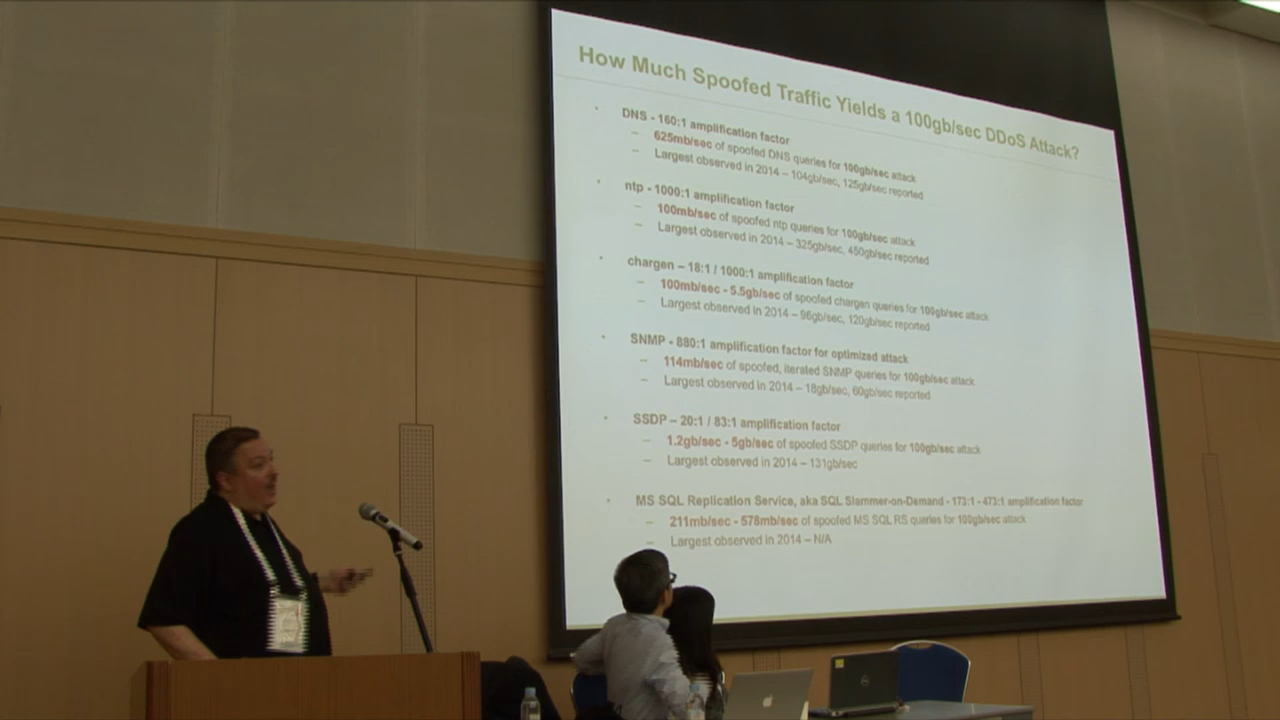 How Much Spoofed Traffic Yields a 100gb/sec DDoS Attack?
DNS - 160:1 amplification factor
625mb/sec of spoofed DNS queries for 100gb/sec attack
Largest observed in 2014 – 104gb/sec, 125gb/sec reported
ntp - 1000:1 amplification factor
100mb/sec of spoofed ntp queries for 100gb/sec attack
Largest observed in 2014 – 325gb/sec, 450gb/sec reported
chargen – 18:1 / 1000:1 amplification factor
100mb/sec - 5.5gb/sec of spoofed chargen queries for 100gb/sec attack
Largest observed in 2014 – 96gb/sec, 120gb/sec reported
SNMP - 880:1 amplification factor for optimized attack
114mb/sec of spoofed, iterated SNMP queries for 100gb/sec attack
Largest observed in 2014 – 18gb/sec, 60gb/sec reported
SSDP – 20:1 / 83:1 amplification factor
1.2gb/sec - 5gb/sec of spoofed SSDP queries for 100gb/sec attack
Largest observed in 2014 – 131gb/sec
MS SQL Replication Service, aka SQL Slammer-on-Demand - 173:1 - 473:1 amplification factor
211mb/sec - 578mb/sec of spoofed MS SQL RS queries for 100gb/sec attack
Largest observed in 2014 – N/A